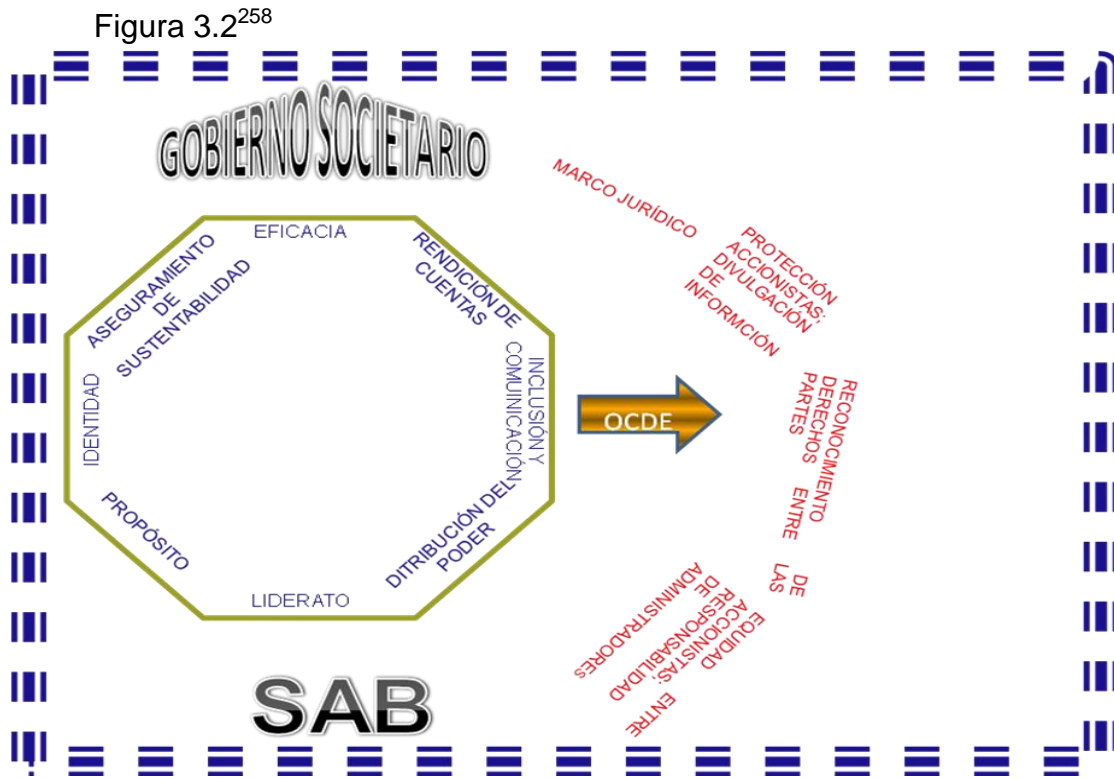 Figura 3.2258
GOBIERNO SOCIETARIO
EFICACIA
RENDICIÓN DE
CUENTAS
INCLUSIÓN Y
COMUINICACIÓN
DITRIBUCIÓN DEL
PODER
LIDERATO
PROPÓSITO
IDENTIDAD
ASEGURAMIENTO
DE
SUSTENTABILIDAD
OCDE
MARCO JURÍDICO
PROTECCIÓN
ACCIONISTAS;
DIVULGACIÓN
DE
INFORMCIÓN
RECONOCIMIENTO DE
DERECHOS ENTRE LAS
PARTES
EQUIDAD ENTRE
ACCIONISTAS;
RESPONSABILIDAD
DE
ADMINISTRADORES
SAB